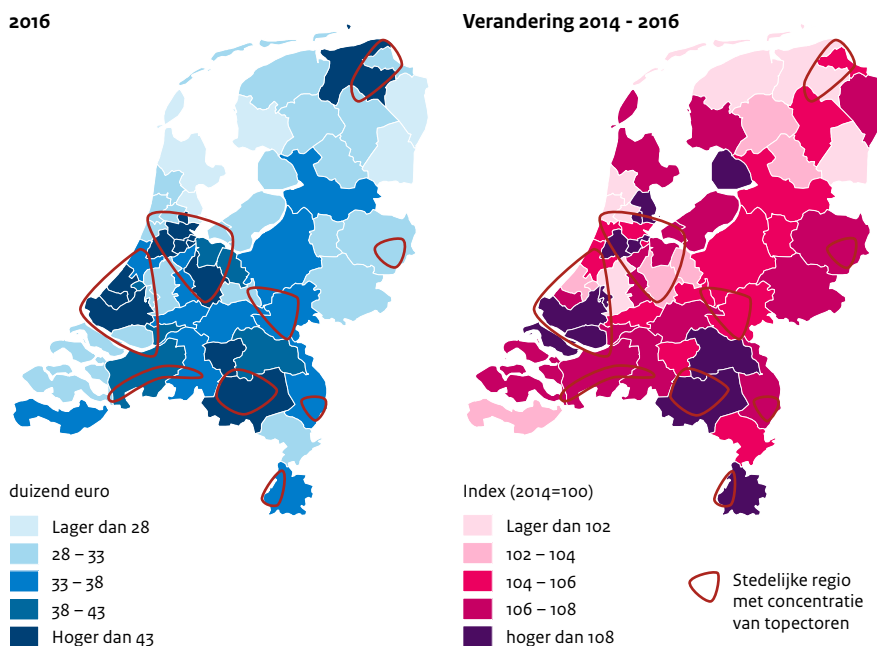 2016
Verandering 2014 - 2016
duizend euro
Lager dan 28
28 – 33
33 – 38
38 – 43
Hoger dan 43
Index (2014=100)
Lager dan 102
102 – 104
104 – 106
106 – 108
hoger dan 108
Stedelijke regio
met concentratie
van topectoren